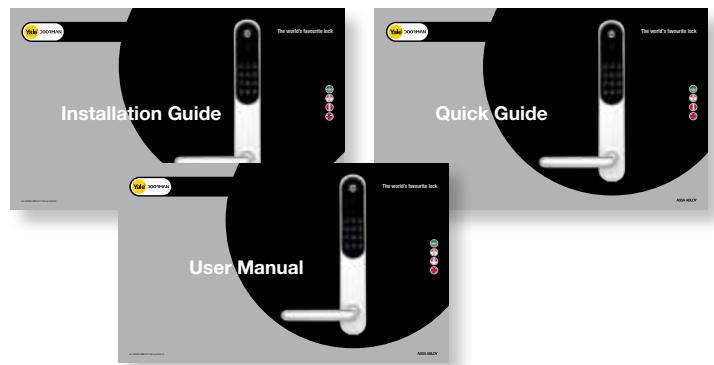 Yale DOORMAN
The world's favourite lock
Installation Guide
Yale DOORMAN
The world's favourite lock
Quick Guide
ASSA ABLOY
Yale DOORMAN
The world's favourite lock
User Manual
ASSA ABLOY